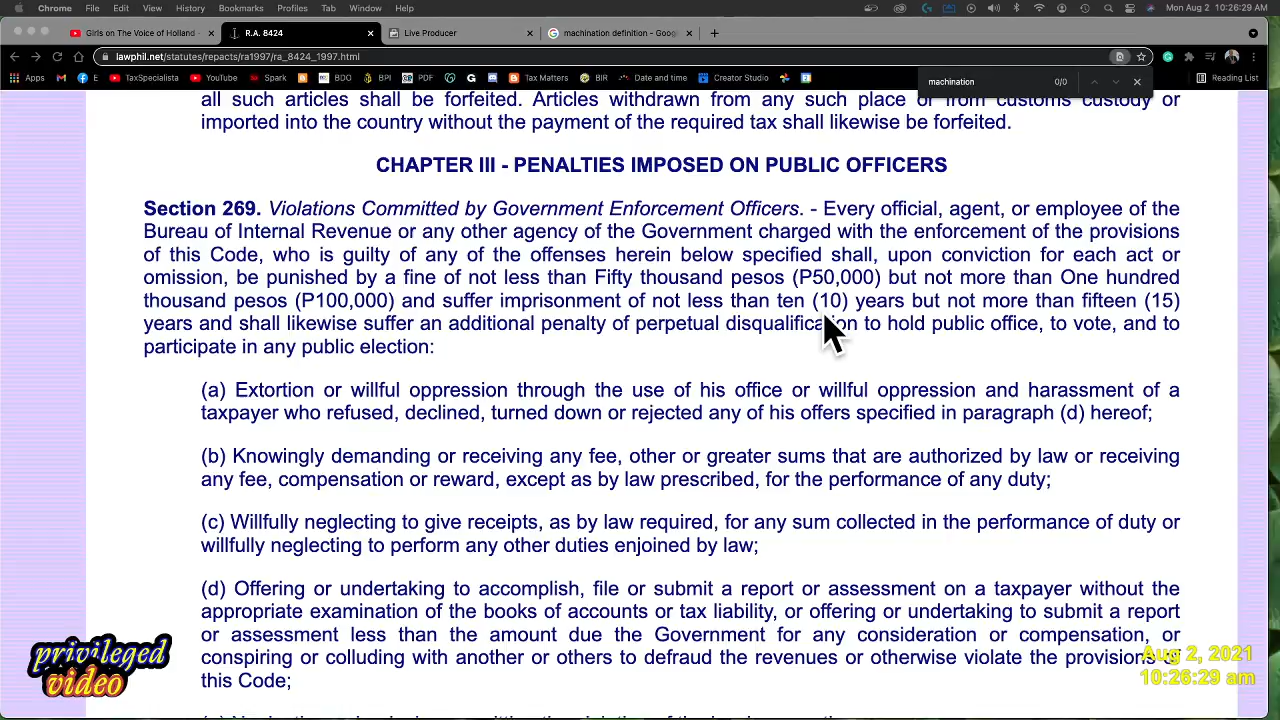 Chrome File Edit View History Bookmarks Profiles Tab Window Help Mon Aug 2 10:26:29 AM
Girls on The Voice of Holland × R.A. 8424 × Live Producer × machination definition - Goog × +
lawphil.net/statutes/repacts/ra1997/ra_8424_1997.html
Apps E TaxSpecialista YouTube Spark BDO BPI PDF Tax Matters BIR Date and time Creator Studio Reading List
machination 0/0
all such articles shall be forfeited. Articles withdrawn from any such place or from customs custody or
imported into the country without the payment of the required tax shall likewise be forfeited.
CHAPTER III - PENALTIES IMPOSED ON PUBLIC OFFICERS
Section 269. Violations Committed by Government Enforcement Officers. - Every official, agent, or employee of the
Bureau of Internal Revenue or any other agency of the Government charged with the enforcement of the provisions
of this Code, who is guilty of any of the offenses herein below specified shall, upon conviction for each act or
omission, be punished by a fine of not less than Fifty thousand pesos (P50,000) but not more than One hundred
thousand pesos (P100,000) and suffer imprisonment of not less than ten (10) years but not more than fifteen (15)
years and shall likewise suffer an additional penalty of perpetual disqualification to hold public office, to vote, and to
participate in any public election:
(a) Extortion or willful oppression through the use of his office or willful oppression and harassment of a
taxpayer who refused, declined, turned down or rejected any of his offers specified in paragraph (d) hereof;
(b) Knowingly demanding or receiving any fee, other or greater sums that are authorized by law or receiving
any fee, compensation or reward, except as by law prescribed, for the performance of any duty;
(c) Willfully neglecting to give receipts, as by law required, for any sum collected in the performance of duty or
willfully neglecting to perform any other duties enjoined by law;
(d) Offering or undertaking to accomplish, file or submit a report or assessment on a taxpayer without the
appropriate examination of the books of accounts or tax liability, or offering or undertaking to submit a report
or assessment less than the amount due the Government for any consideration or compensation, or
conspiring or colluding with another or others to defraud the revenues or otherwise violate the provisions of
this Code;
privileged
video
Aug 2, 2021
10:26:29 am